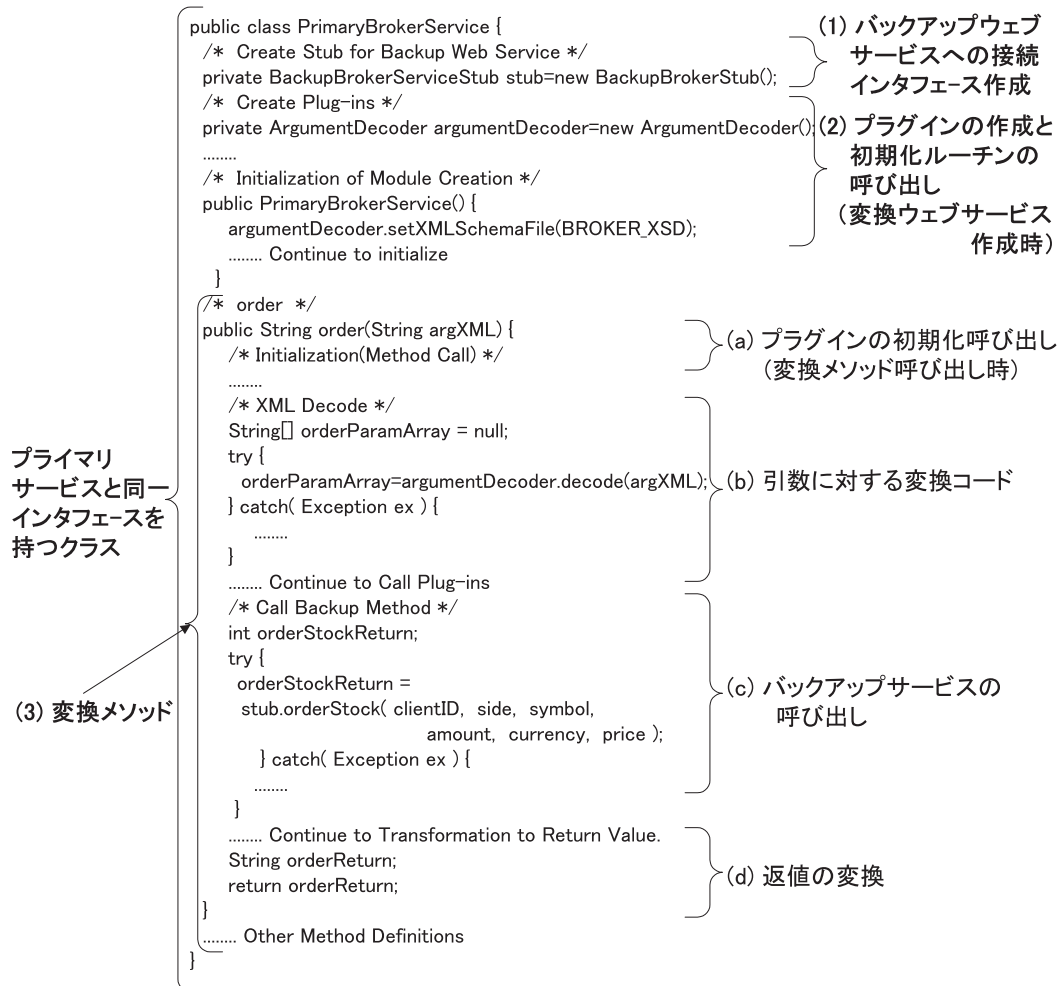 public class PrimaryBrokerService {
/* Create Stub for Backup Web Service */
private BackupBrokerServiceStub stub=new BackupBrokerStub();
/* Create Plug-ins */
private ArgumentDecoder argumentDecoder=new ArgumentDecoder();
........
/* Initialization of Module Creation */
public PrimaryBrokerService() {
argumentDecoder.setXMLSchemaFile(BROKER_XSD);
........ Continue to initialize
}
/* order */
public String order(String argXML) {
/* Initialization(Method Call) */
........
/* XML Decode */
String[] orderParamArray = null;
try {
orderParamArray=argumentDecoder.decode(argXML);
} catch( Exception ex ) {
........
}
........ Continue to Call Plug-ins
/* Call Backup Method */
int orderStockReturn;
try {
orderStockReturn =
stub.orderStock( clientID, side, symbol,
amount, currency, price );
} catch( Exception ex ) {
........
}
........ Continue to Transformation to Return Value.
String orderReturn;
return orderReturn;
}
........ Other Method Definitions
}
(1) バックアップウェブ
サービスへの接続
インタフェース作成
(2) プラグインの作成と
初期化ルーチンの
呼び出し
(変換ウェブサービス
作成時)
(a) プラグインの初期化呼び出し
(変換メソッド呼び出し時)
(b) 引数に対する変換コード
(c) バックアップサービスの
呼び出し
(d) 返値の変換
プライマリ
サービスと同一
インタフェースを
持つクラス
(3) 変換メソッド